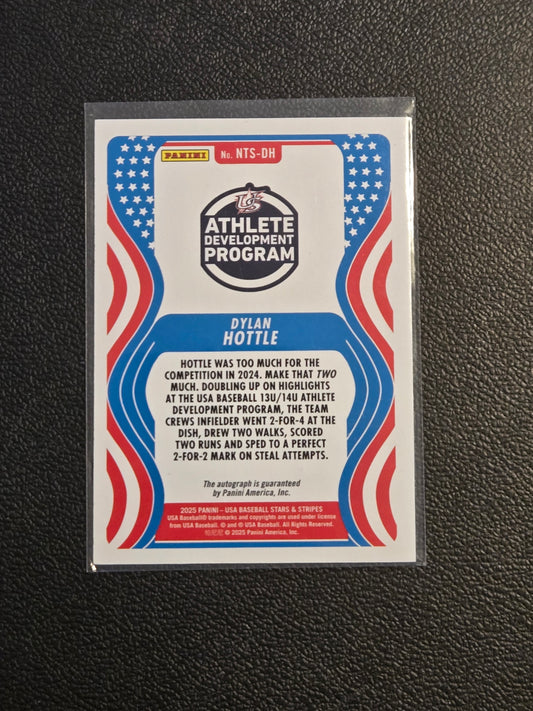 PANINI
No. NTS-DH
US
ATHLETE
DEVELOPMENT
PROGRAM
DYLAN
HOTTLE
HOTTLE WAS TOO MUCH FOR THE
COMPETITION IN 2024. MAKE THAT TWO
MUCH. DOUBLING UP ON HIGHLIGHTS
AT THE USA BASEBALL 13U/14U ATHLETE
DEVELOPMENT PROGRAM, THE TEAM
CREWS INFIELDER WENT 2-FOR-4 AT THE
DISH, DREW TWO WALKS, SCORED
TWO RUNS AND SPED TO A PERFECT
2-FOR-2 MARK ON STEAL ATTEMPTS.
The autograph is guaranteed
by Panini America, Inc.
2025 PANINI – USA BASEBALL STARS & STRIPES
USA Baseball® trademarks and copyrights are used under license
from USA Baseball. © and ® USA Baseball. All Rights Reserved.
帕尼尼 © 2025 Panini America, Inc.